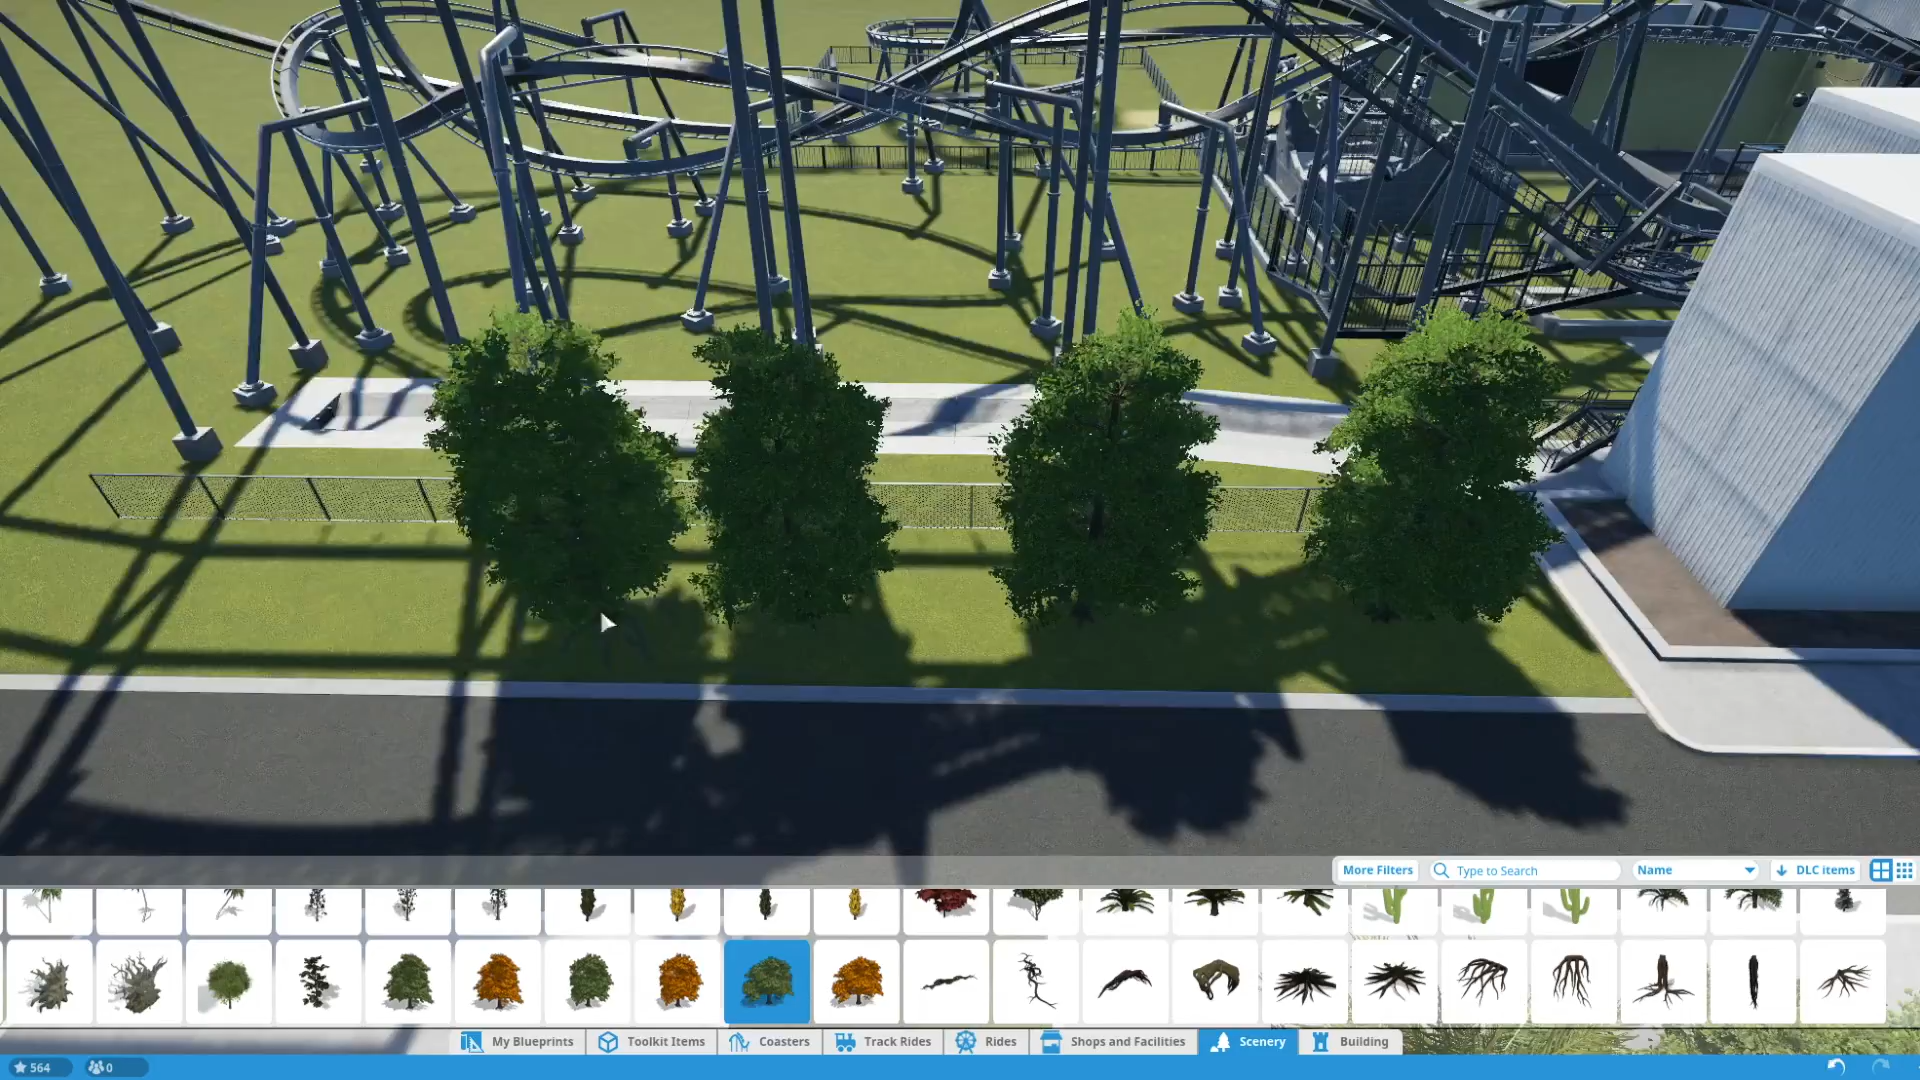 More Filters Type to Search Name DLC items
My Blueprints Toolkit Items Coasters Track Rides Rides Shops and Facilities Scenery Building
564 0